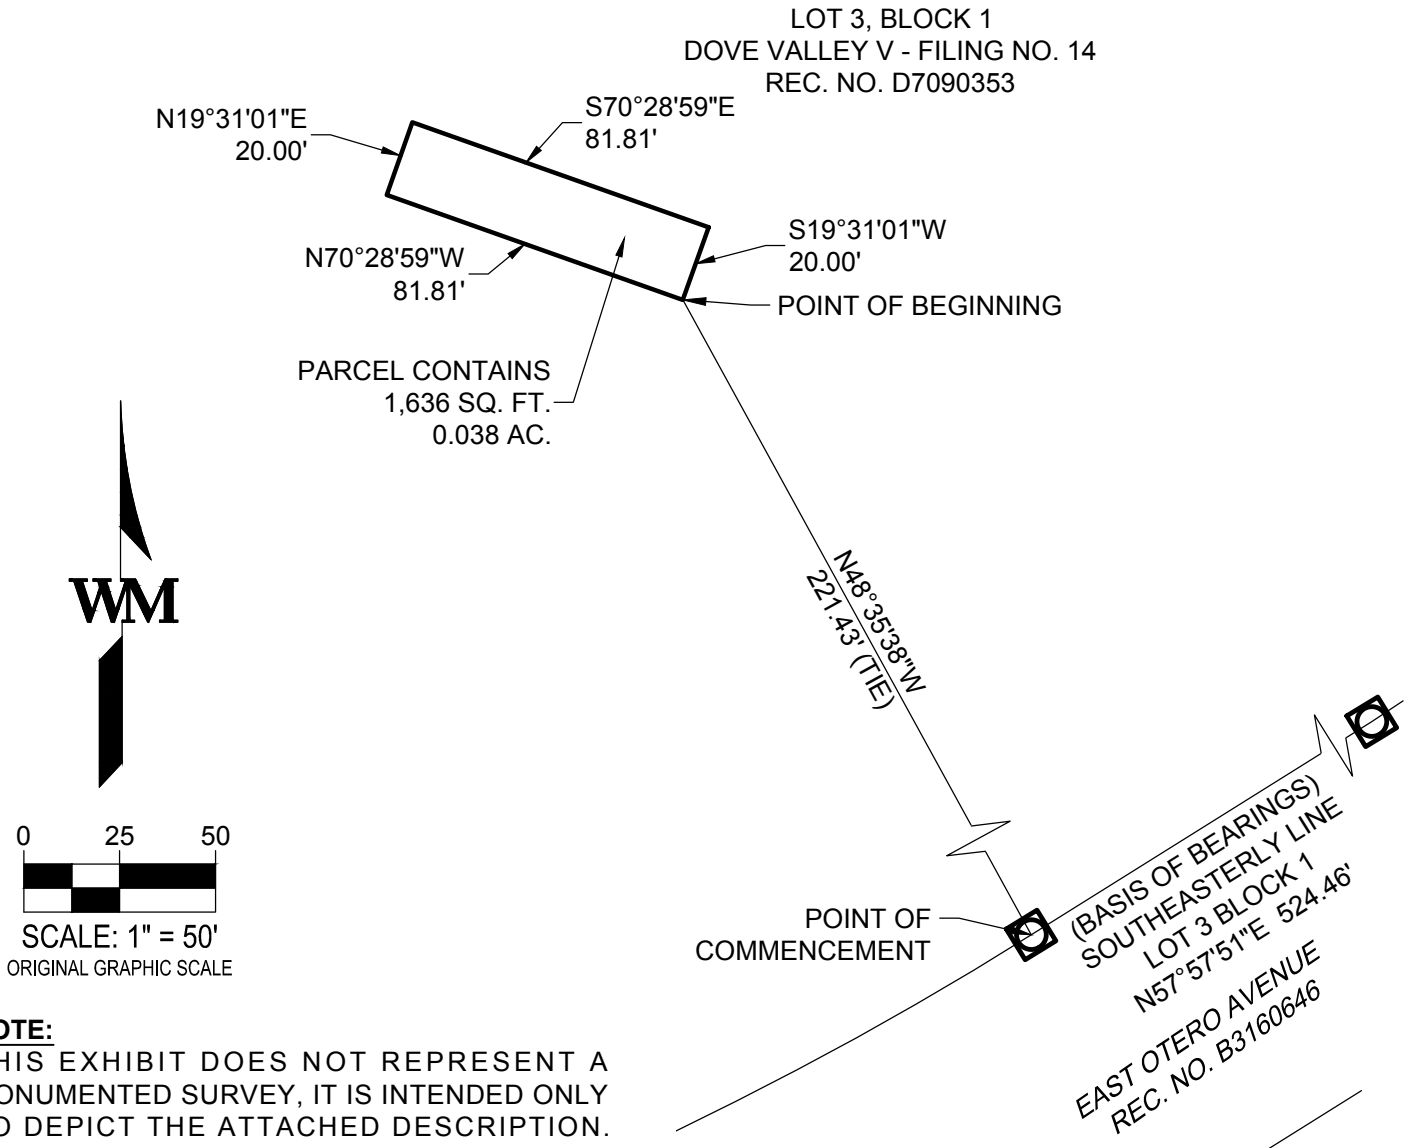 LOT 3, BLOCK 1
DOVE VALLEY V - FILING NO. 14
REC. NO. D7090353
N19°31'01"E
20.00'
S70°28'59"E
81.81'
S19°31'01"W
20.00'
N70°28'59"W
81.81'
POINT OF BEGINNING
PARCEL CONTAINS
1,636 SQ. FT.
0.038 AC.
WM
N48°35'38"W
221.43' (TIE)
0 25 50
SCALE: 1" = 50'
ORIGINAL GRAPHIC SCALE
POINT OF
COMMENCEMENT
(BASIS OF BEARINGS)
SOUTHEASTERLY LINE
LOT 3 BLOCK 1
N57°57'51"E 524.46'
EAST OTERO AVENUE
REC. NO. B3160646
OTE:
HIS EXHIBIT DOES NOT REPRESENT A
ONUMENTED SURVEY, IT IS INTENDED ONLY
O DEPICT THE ATTACHED DESCRIPTION.